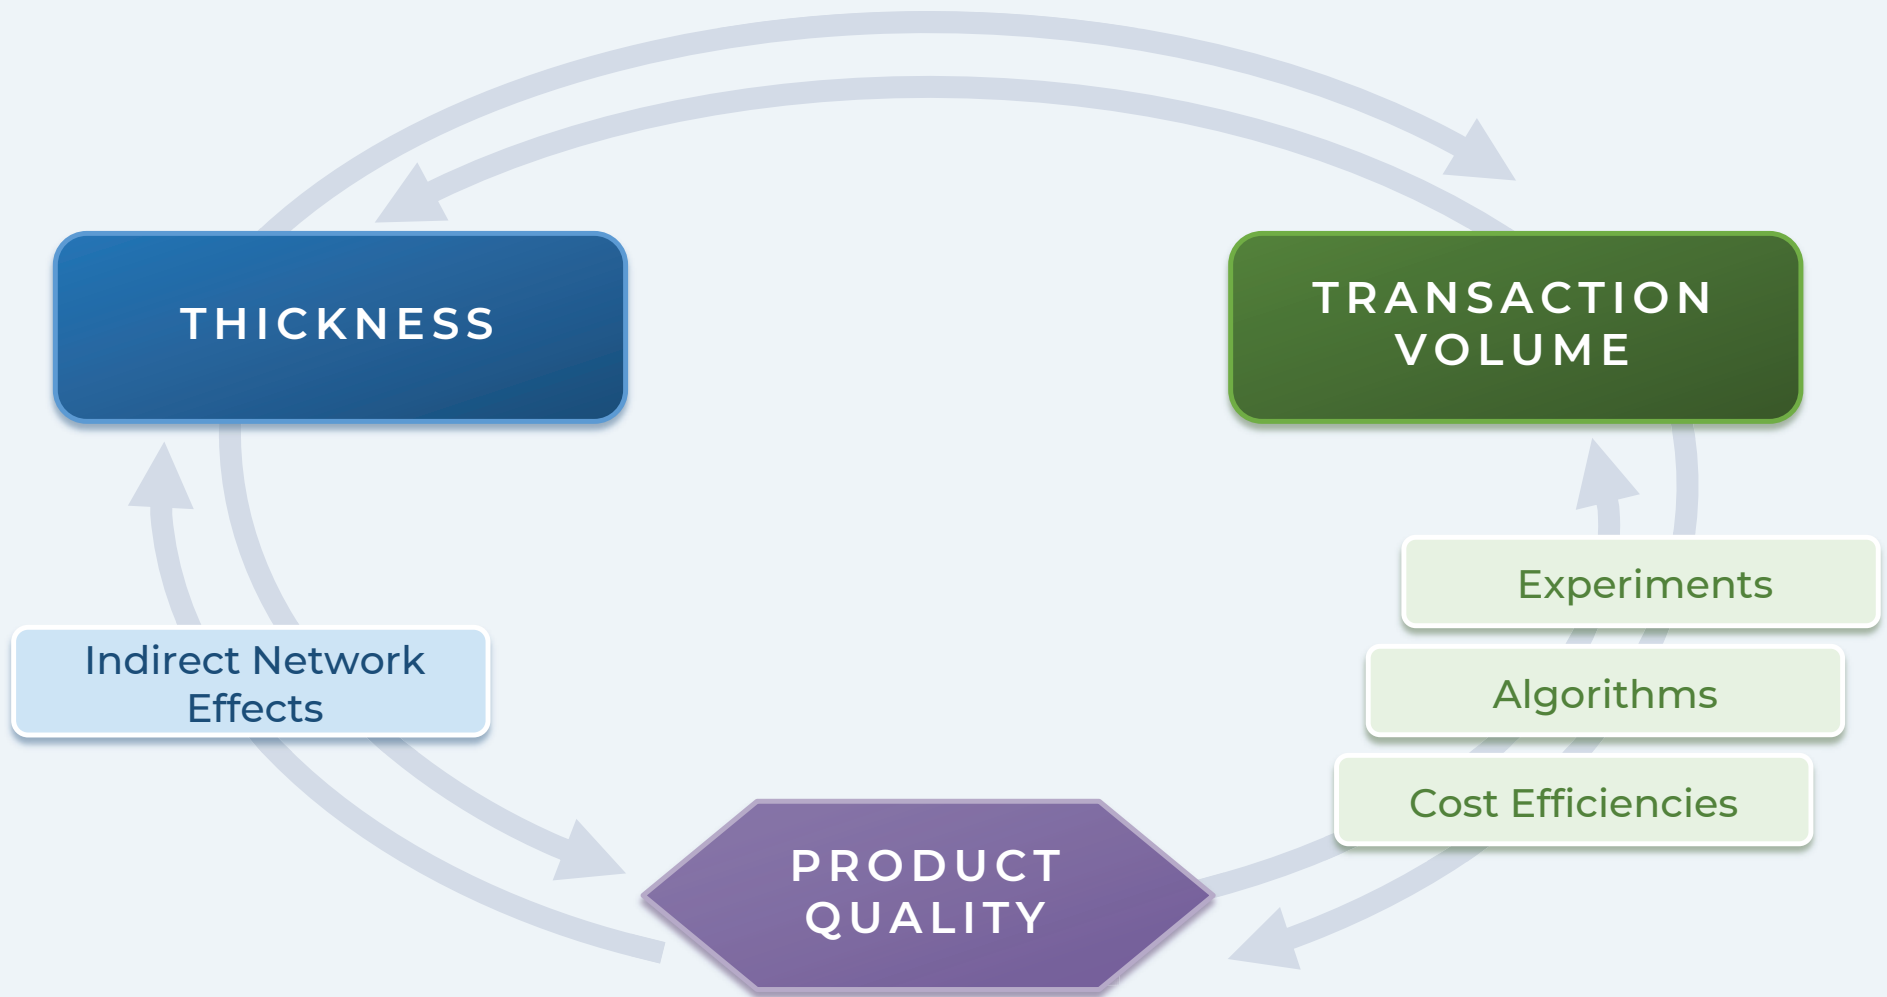 THICKNESS
TRANSACTION
VOLUME
Experiments
Indirect Network
Effects
Algorithms
Cost Efficiencies
PRODUCT
QUALITY